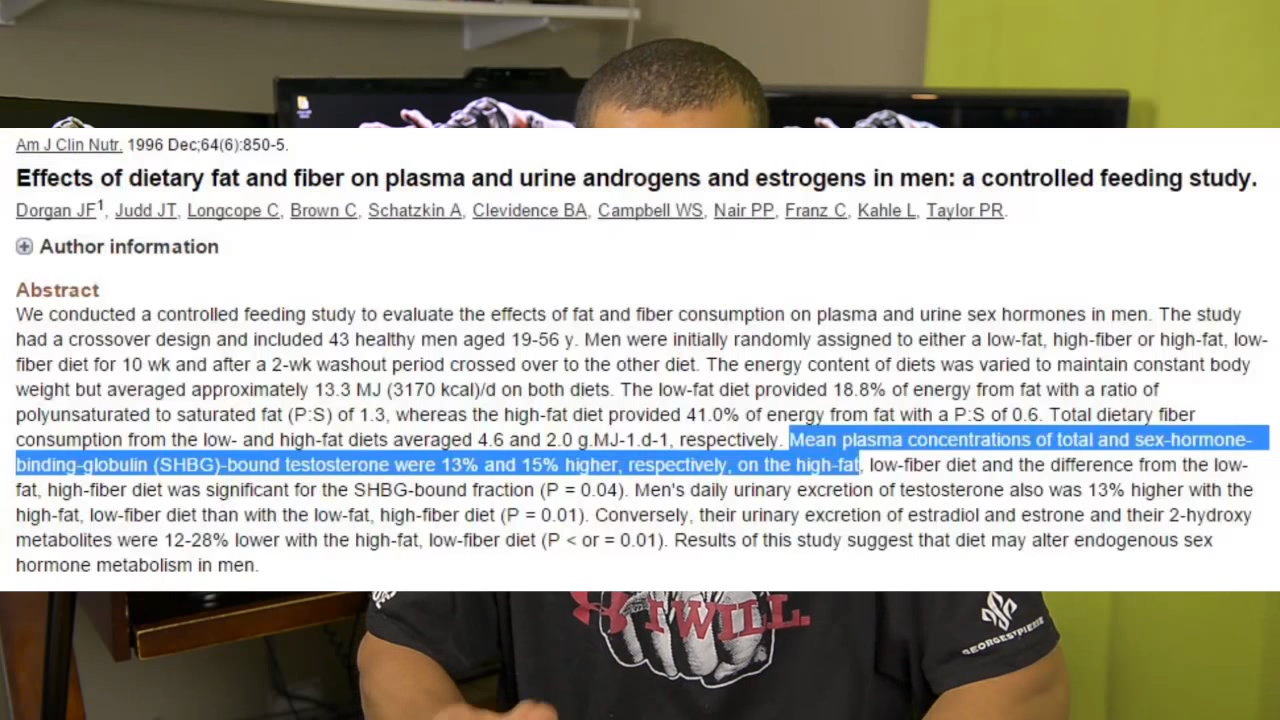 Am J Clin Nutr. 1996 Dec;64(6):850-5.
Effects of dietary fat and fiber on plasma and urine androgens and estrogens in men: a controlled feeding study.
Dorgan JF1, Judd JT, Longcope C, Brown C, Schatzkin A, Clevidence BA, Campbell WS, Nair PP, Franz C, Kahle L, Taylor PR.
Author information
Abstract
We conducted a controlled feeding study to evaluate the effects of fat and fiber consumption on plasma and urine sex hormones in men. The study
had a crossover design and included 43 healthy men aged 19-56 y. Men were initially randomly assigned to either a low-fat, high-fiber or high-fat, low-
fiber diet for 10 wk and after a 2-wk washout period crossed over to the other diet. The energy content of diets was varied to maintain constant body
weight but averaged approximately 13.3 MJ (3170 kcal)/d on both diets. The low-fat diet provided 18.8% of energy from fat with a ratio of
polyunsaturated to saturated fat (P:S) of 1.3, whereas the high-fat diet provided 41.0% of energy from fat with a P:S of 0.6. Total dietary fiber
consumption from the low- and high-fat diets averaged 4.6 and 2.0 g.MJ-1.d-1, respectively. Mean plasma concentrations of total and sex-hormone-
binding-globulin (SHBG)-bound testosterone were 13% and 15% higher, respectively, on the high-fat, low-fiber diet and the difference from the low-
fat, high-fiber diet was significant for the SHBG-bound fraction (P = 0.04). Men's daily urinary excretion of testosterone also was 13% higher with the
high-fat, low-fiber diet than with the low-fat, high-fiber diet (P = 0.01). Conversely, their urinary excretion of estradiol and estrone and their 2-hydroxy
metabolites were 12-28% lower with the high-fat, low-fiber diet (P < or = 0.01). Results of this study suggest that diet may alter endogenous sex
hormone metabolism in men.
I WILL.
GEORGES ST PIERRE